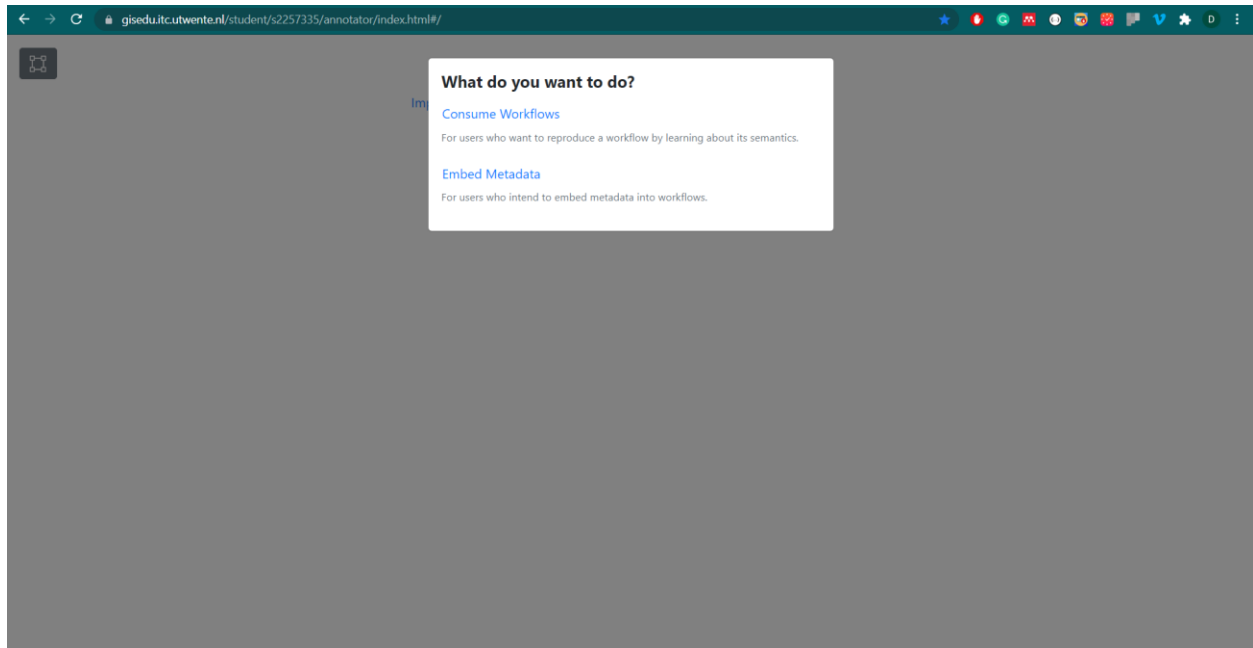 gisedu.itc.utwente.nl/student/s2257335/annotator/index.html#/
D
What do you want to do?
Consume Workflows
For users who want to reproduce a workflow by learning about its semantics.
Embed Metadata
For users who intend to embed metadata into workflows.